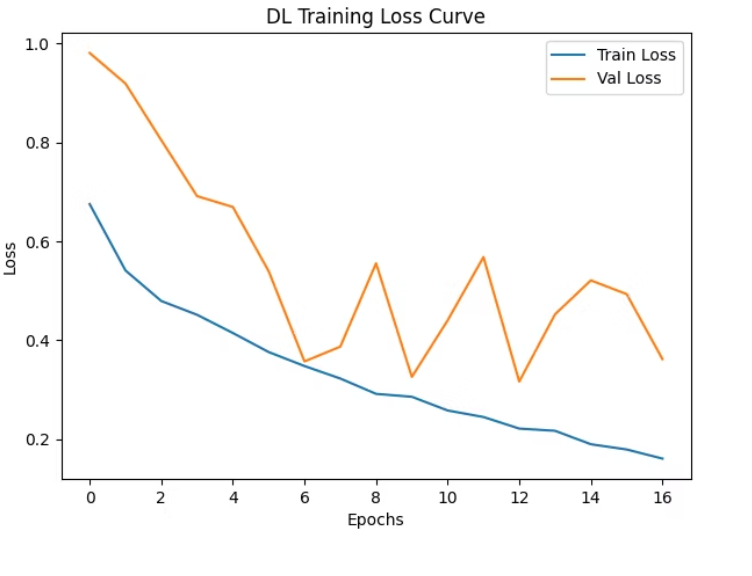 DL Training Loss Curve
1.0
0.8
0.6
0.4
0.2
Loss
Train Loss
Val Loss
0 2 4 6 8 10 12 14 16
Epochs